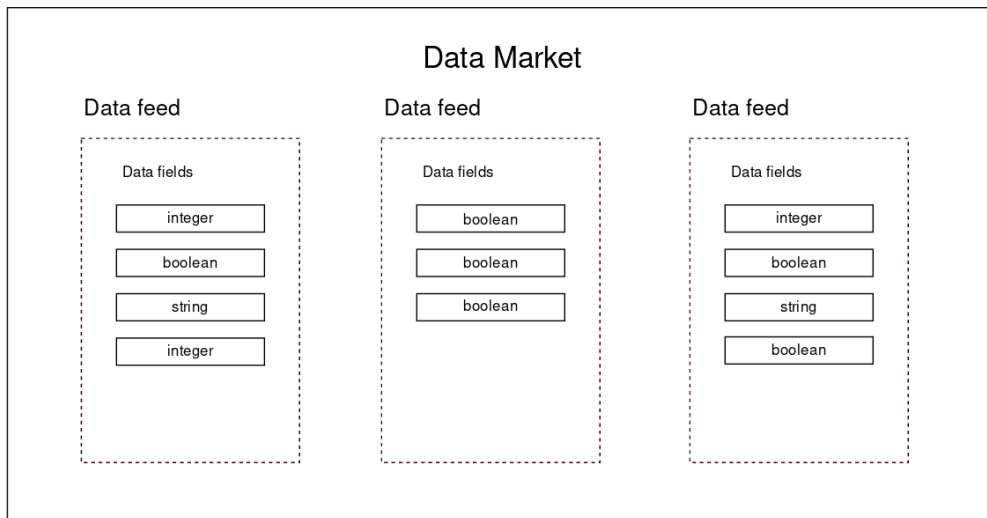 Data Market
Data feed
Data fields
integer
boolean
string
integer
Data feed
Data fields
boolean
boolean
boolean
Data feed
Data fields
integer
boolean
string
boolean